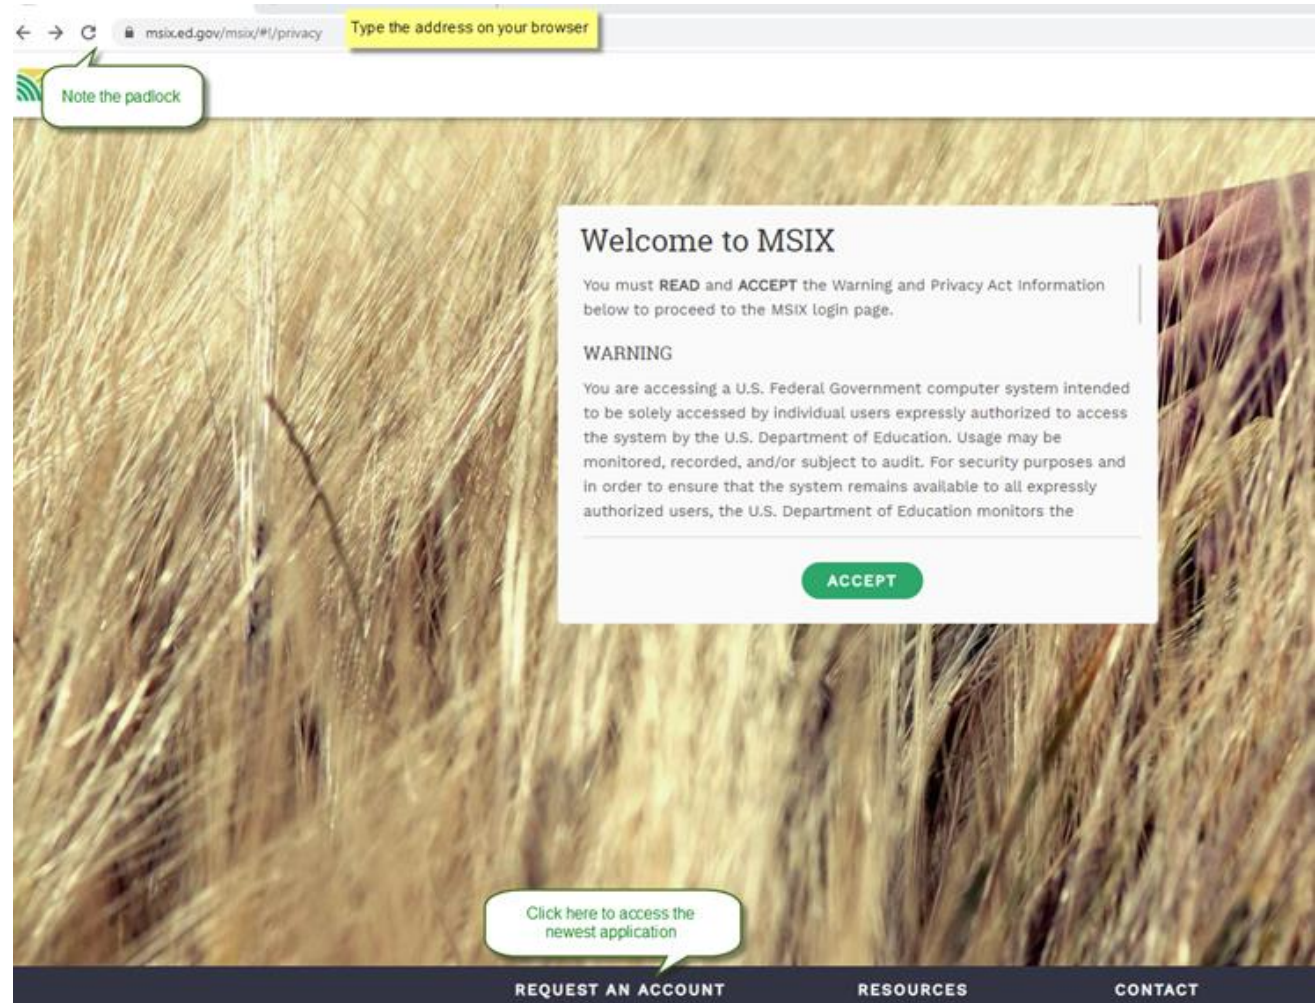 msix.ed.gov/msix/#!/privacy
Type the address on your browser
Note the padlock
Welcome to MSIX
You must READ and ACCEPT the Warning and Privacy Act Information
below to proceed to the MSIX login page.
WARNING
You are accessing a U.S. Federal Government computer system intended
to be solely accessed by individual users expressly authorized to access
the system by the U.S. Department of Education. Usage may be
monitored, recorded, and/or subject to audit. For security purposes and
in order to ensure that the system remains available to all expressly
authorized users, the U.S. Department of Education monitors the
ACCEPT
Click here to access the
newest application
REQUEST AN ACCOUNT
RESOURCES
CONTACT